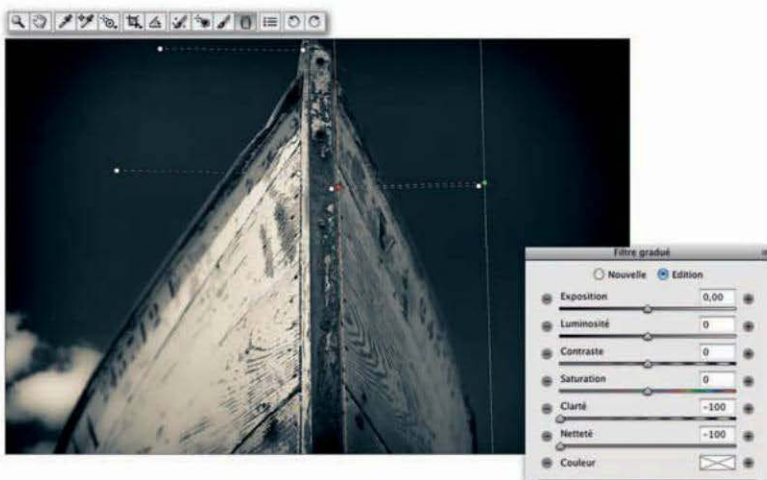 Filtre gradué
Nouvelle Edition
Exposition 0,00
Luminosité 0
Contraste 0
Saturation 0
Clarté -100
Netteté -100
Couleur